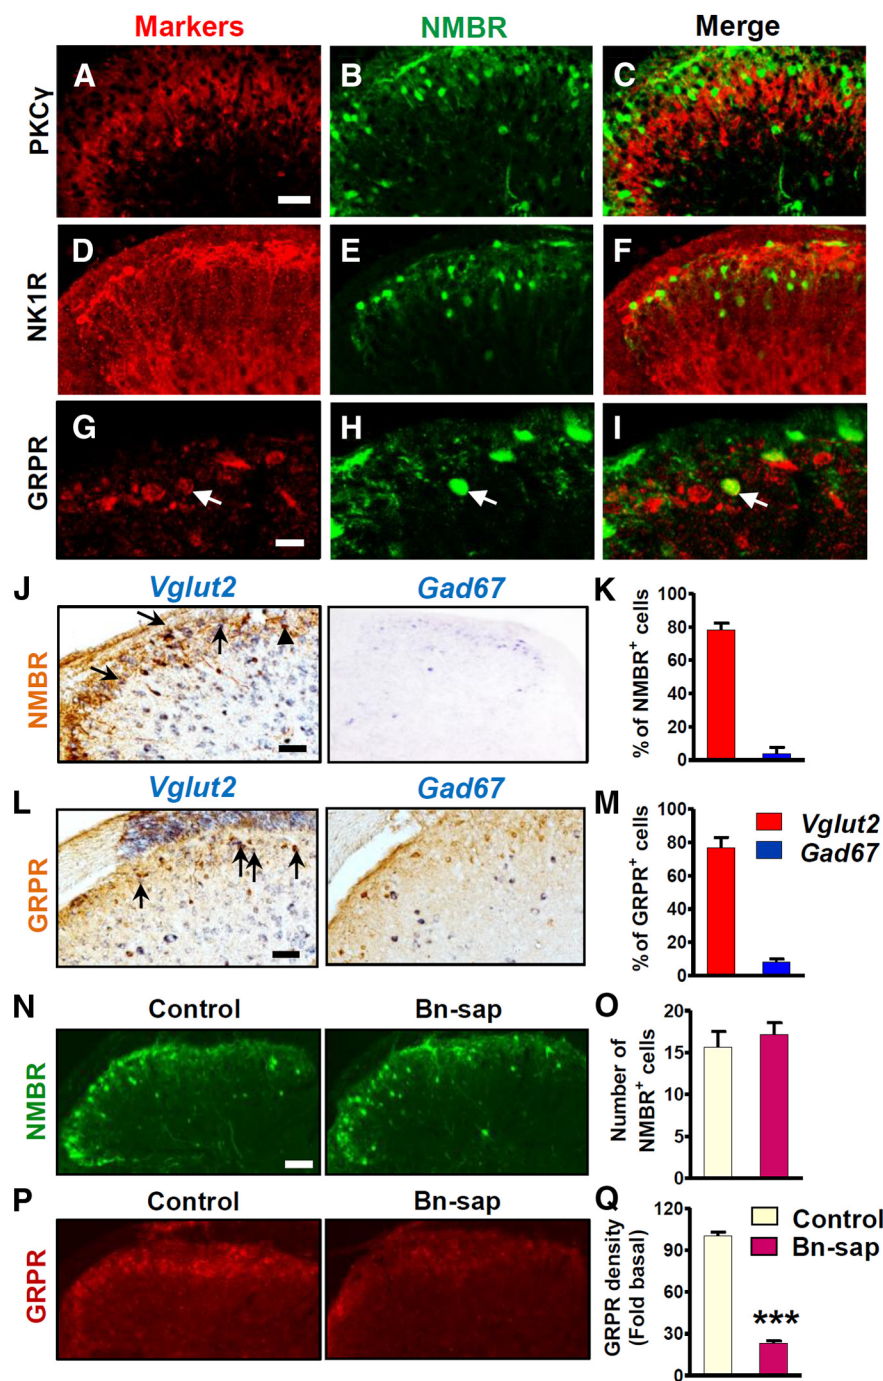 Markers NMBR Merge
PKCγ
A B C
NK1R
D E F
GRPR
G H I
J Vglut2 Gad67
NMBR
K
% of NMBR+ cells
100
80
60
40
20
0
L Vglut2 Gad67
GRPR
M
% of GRPR+ cells
100
80
60
40
20
0
Vglut2
Gad67
N Control Bn-sap
NMBR
O
Number of
NMBR+ cells
20
15
10
5
0
P Control Bn-sap
GRPR
Q
GRPR density
(Fold basal)
120
90
60
30
0
Control
Bn-sap
***